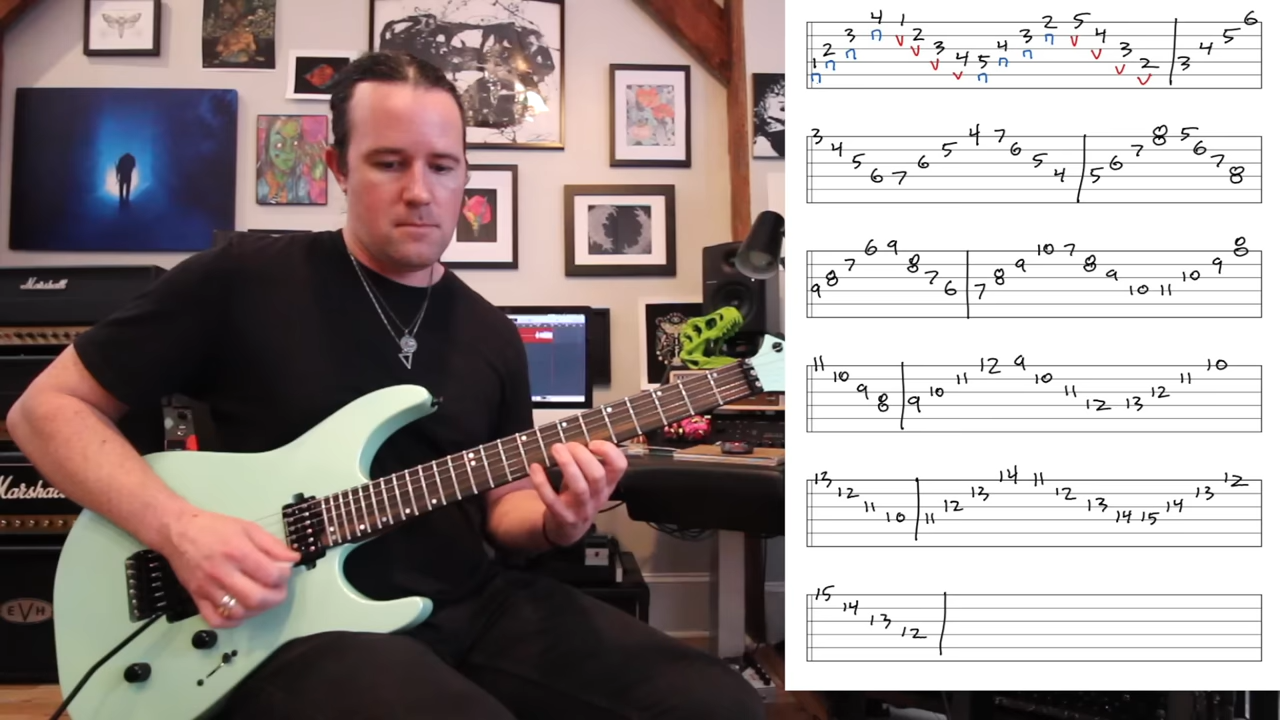 Marshall
Marshall
EVH
1 2 3 4 1 2 3 4 5 4 3 2 5 4 3 2 | 3 4 5 6
3 4 5 6 7 6 5 4 7 6 5 4 | 5 6 7 8 5 6 7 8
9 8 7 6 9 8 7 6 | 7 8 9 10 7 8 9 10 11 10 9 8
11 10 9 8 | 9 10 11 12 9 10 11 12 13 12 11 10
13 12 11 10 | 11 12 13 14 11 12 13 14 15 14 13 12
15 14 13 12 |